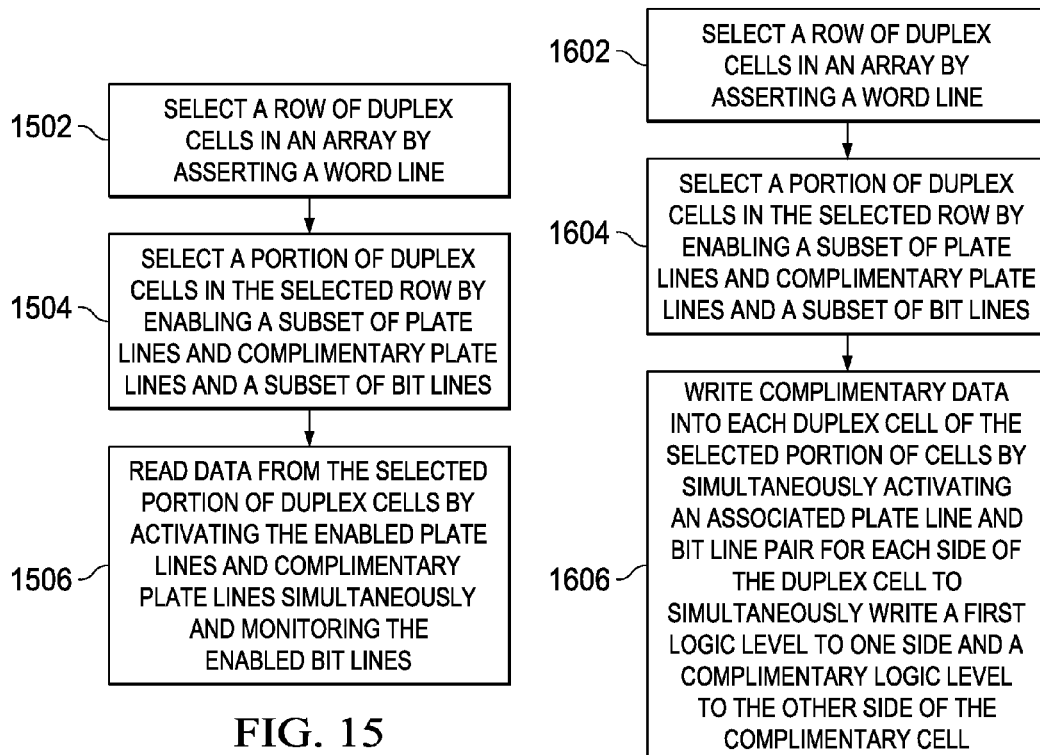 1502
SELECT A ROW OF DUPLEX
CELLS IN AN ARRAY BY
ASSERTING A WORD LINE
1504
SELECT A PORTION OF DUPLEX
CELLS IN THE SELECTED ROW BY
ENABLING A SUBSET OF PLATE
LINES AND COMPLIMENTARY PLATE
LINES AND A SUBSET OF BIT LINES
1506
READ DATA FROM THE SELECTED
PORTION OF DUPLEX CELLS BY
ACTIVATING THE ENABLED PLATE
LINES AND COMPLIMENTARY
PLATE LINES SIMULTANEOUSLY
AND MONITORING THE
ENABLED BIT LINES
FIG. 15
1602
SELECT A ROW OF DUPLEX
CELLS IN AN ARRAY BY
ASSERTING A WORD LINE
1604
SELECT A PORTION OF DUPLEX
CELLS IN THE SELECTED ROW BY
ENABLING A SUBSET OF PLATE
LINES AND COMPLIMENTARY PLATE
LINES AND A SUBSET OF BIT LINES
1606
WRITE COMPLIMENTARY DATA
INTO EACH DUPLEX CELL OF THE
SELECTED PORTION OF CELLS BY
SIMULTANEOUSLY ACTIVATING
AN ASSOCIATED PLATE LINE AND
BIT LINE PAIR FOR EACH SIDE OF
THE DUPLEX CELL TO
SIMULTANEOUSLY WRITE A FIRST
LOGIC LEVEL TO ONE SIDE AND A
COMPLIMENTARY LOGIC LEVEL
TO THE OTHER SIDE OF THE
COMPLIMENTARY CELL